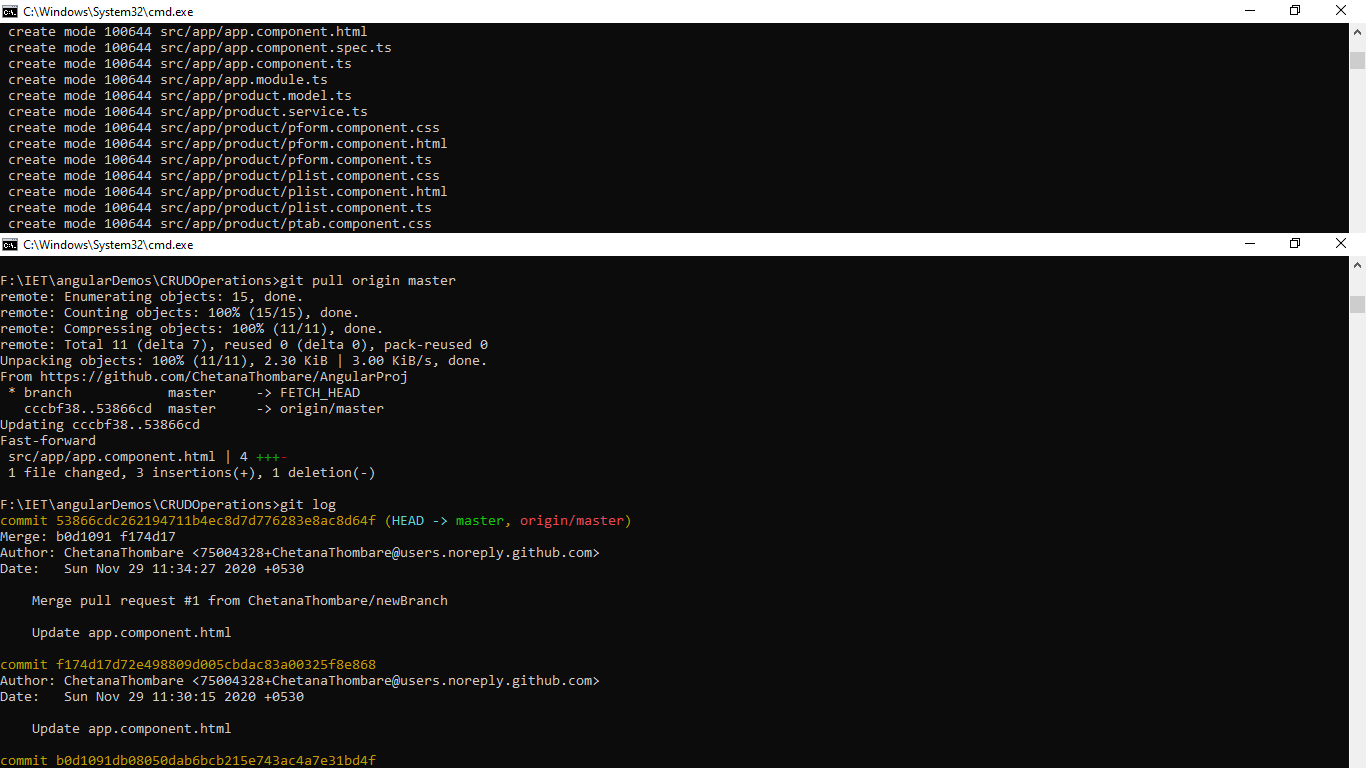 C:\Windows\System32\cmd.exe
create mode 100644 src/app/app.component.html
create mode 100644 src/app/app.component.spec.ts
create mode 100644 src/app/app.component.ts
create mode 100644 src/app/app.module.ts
create mode 100644 src/app/product.model.ts
create mode 100644 src/app/product.service.ts
create mode 100644 src/app/product/pform.component.css
create mode 100644 src/app/product/pform.component.html
create mode 100644 src/app/product/pform.component.ts
create mode 100644 src/app/product/plist.component.css
create mode 100644 src/app/product/plist.component.html
create mode 100644 src/app/product/plist.component.ts
create mode 100644 src/app/product/ptab.component.css
C:\Windows\System32\cmd.exe
F:\IET\angularDemos\CRUDOperations>git pull origin master
remote: Enumerating objects: 15, done.
remote: Counting objects: 100% (15/15), done.
remote: Compressing objects: 100% (11/11), done.
remote: Total 11 (delta 7), reused 0 (delta 0), pack-reused 0
Unpacking objects: 100% (11/11), 2.30 KiB | 3.00 KiB/s, done.
From https://github.com/ChetanaThombare/AngularProj
* branch            master     -> FETCH_HEAD
cccbf38..53866cd  master     -> origin/master
Updating cccbf38..53866cd
Fast-forward
src/app/app.component.html | 4 +++-
1 file changed, 3 insertions(+), 1 deletion(-)
F:\IET\angularDemos\CRUDOperations>git log
commit 53866cdc262194711b4ec8d7d776283e8ac8d64f (HEAD -> master, origin/master)
Merge: b0d1091 f174d17
Author: ChetanaThombare <75004328+ChetanaThombare@users.noreply.github.com>
Date:   Sun Nov 29 11:34:27 2020 +0530
Merge pull request #1 from ChetanaThombare/newBranch
Update app.component.html
commit f174d17d72e498809d005cbdac83a00325f8e868
Author: ChetanaThombare <75004328+ChetanaThombare@users.noreply.github.com>
Date:   Sun Nov 29 11:30:15 2020 +0530
Update app.component.html
commit b0d1091db08050dab6bcb215e743ac4a7e31bd4f